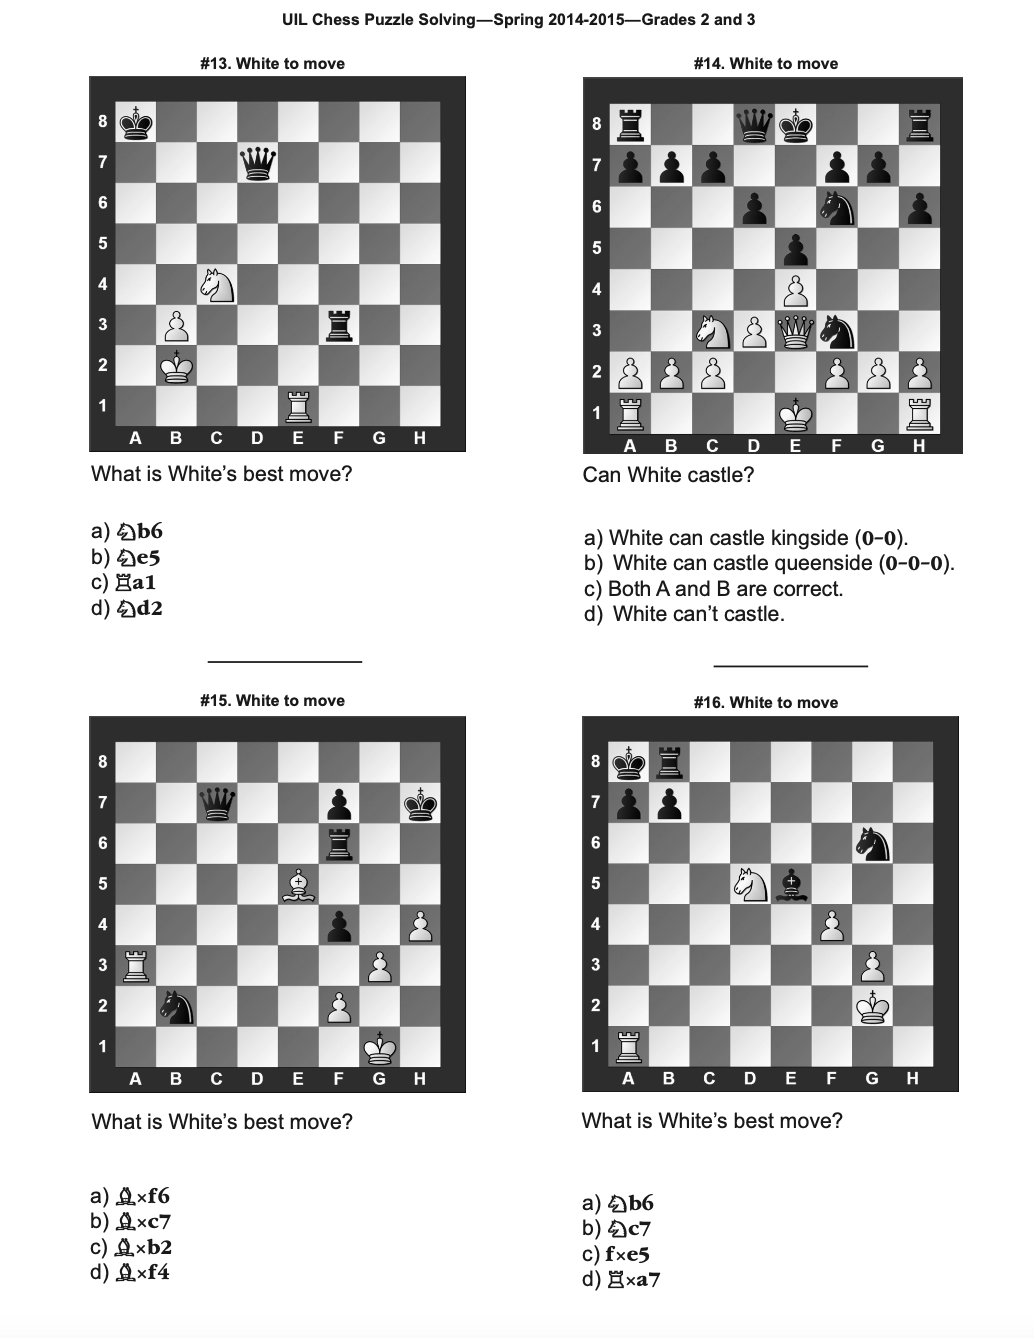 UIL Chess Puzzle Solving—Spring 2014-2015—Grades 2 and 3
#13. White to move
8
7
6
5
4
3
2
1
A B C D E F G H
What is White's best move?
a) ♘b6
b) ♘e5
c) ♖a1
d) ♘d2
#14. White to move
8
7
6
5
4
3
2
1
A B C D E F G H
Can White castle?
a) White can castle kingside (0-0).
b) White can castle queenside (0-0-0).
c) Both A and B are correct.
d) White can't castle.
#15. White to move
8
7
6
5
4
3
2
1
A B C D E F G H
What is White's best move?
a) ♗×f6
b) ♗×c7
c) ♗×b2
d) ♗×f4
#16. White to move
8
7
6
5
4
3
2
1
A B C D E F G H
What is White's best move?
a) ♘b6
b) ♘c7
c) f×e5
d) ♖×a7